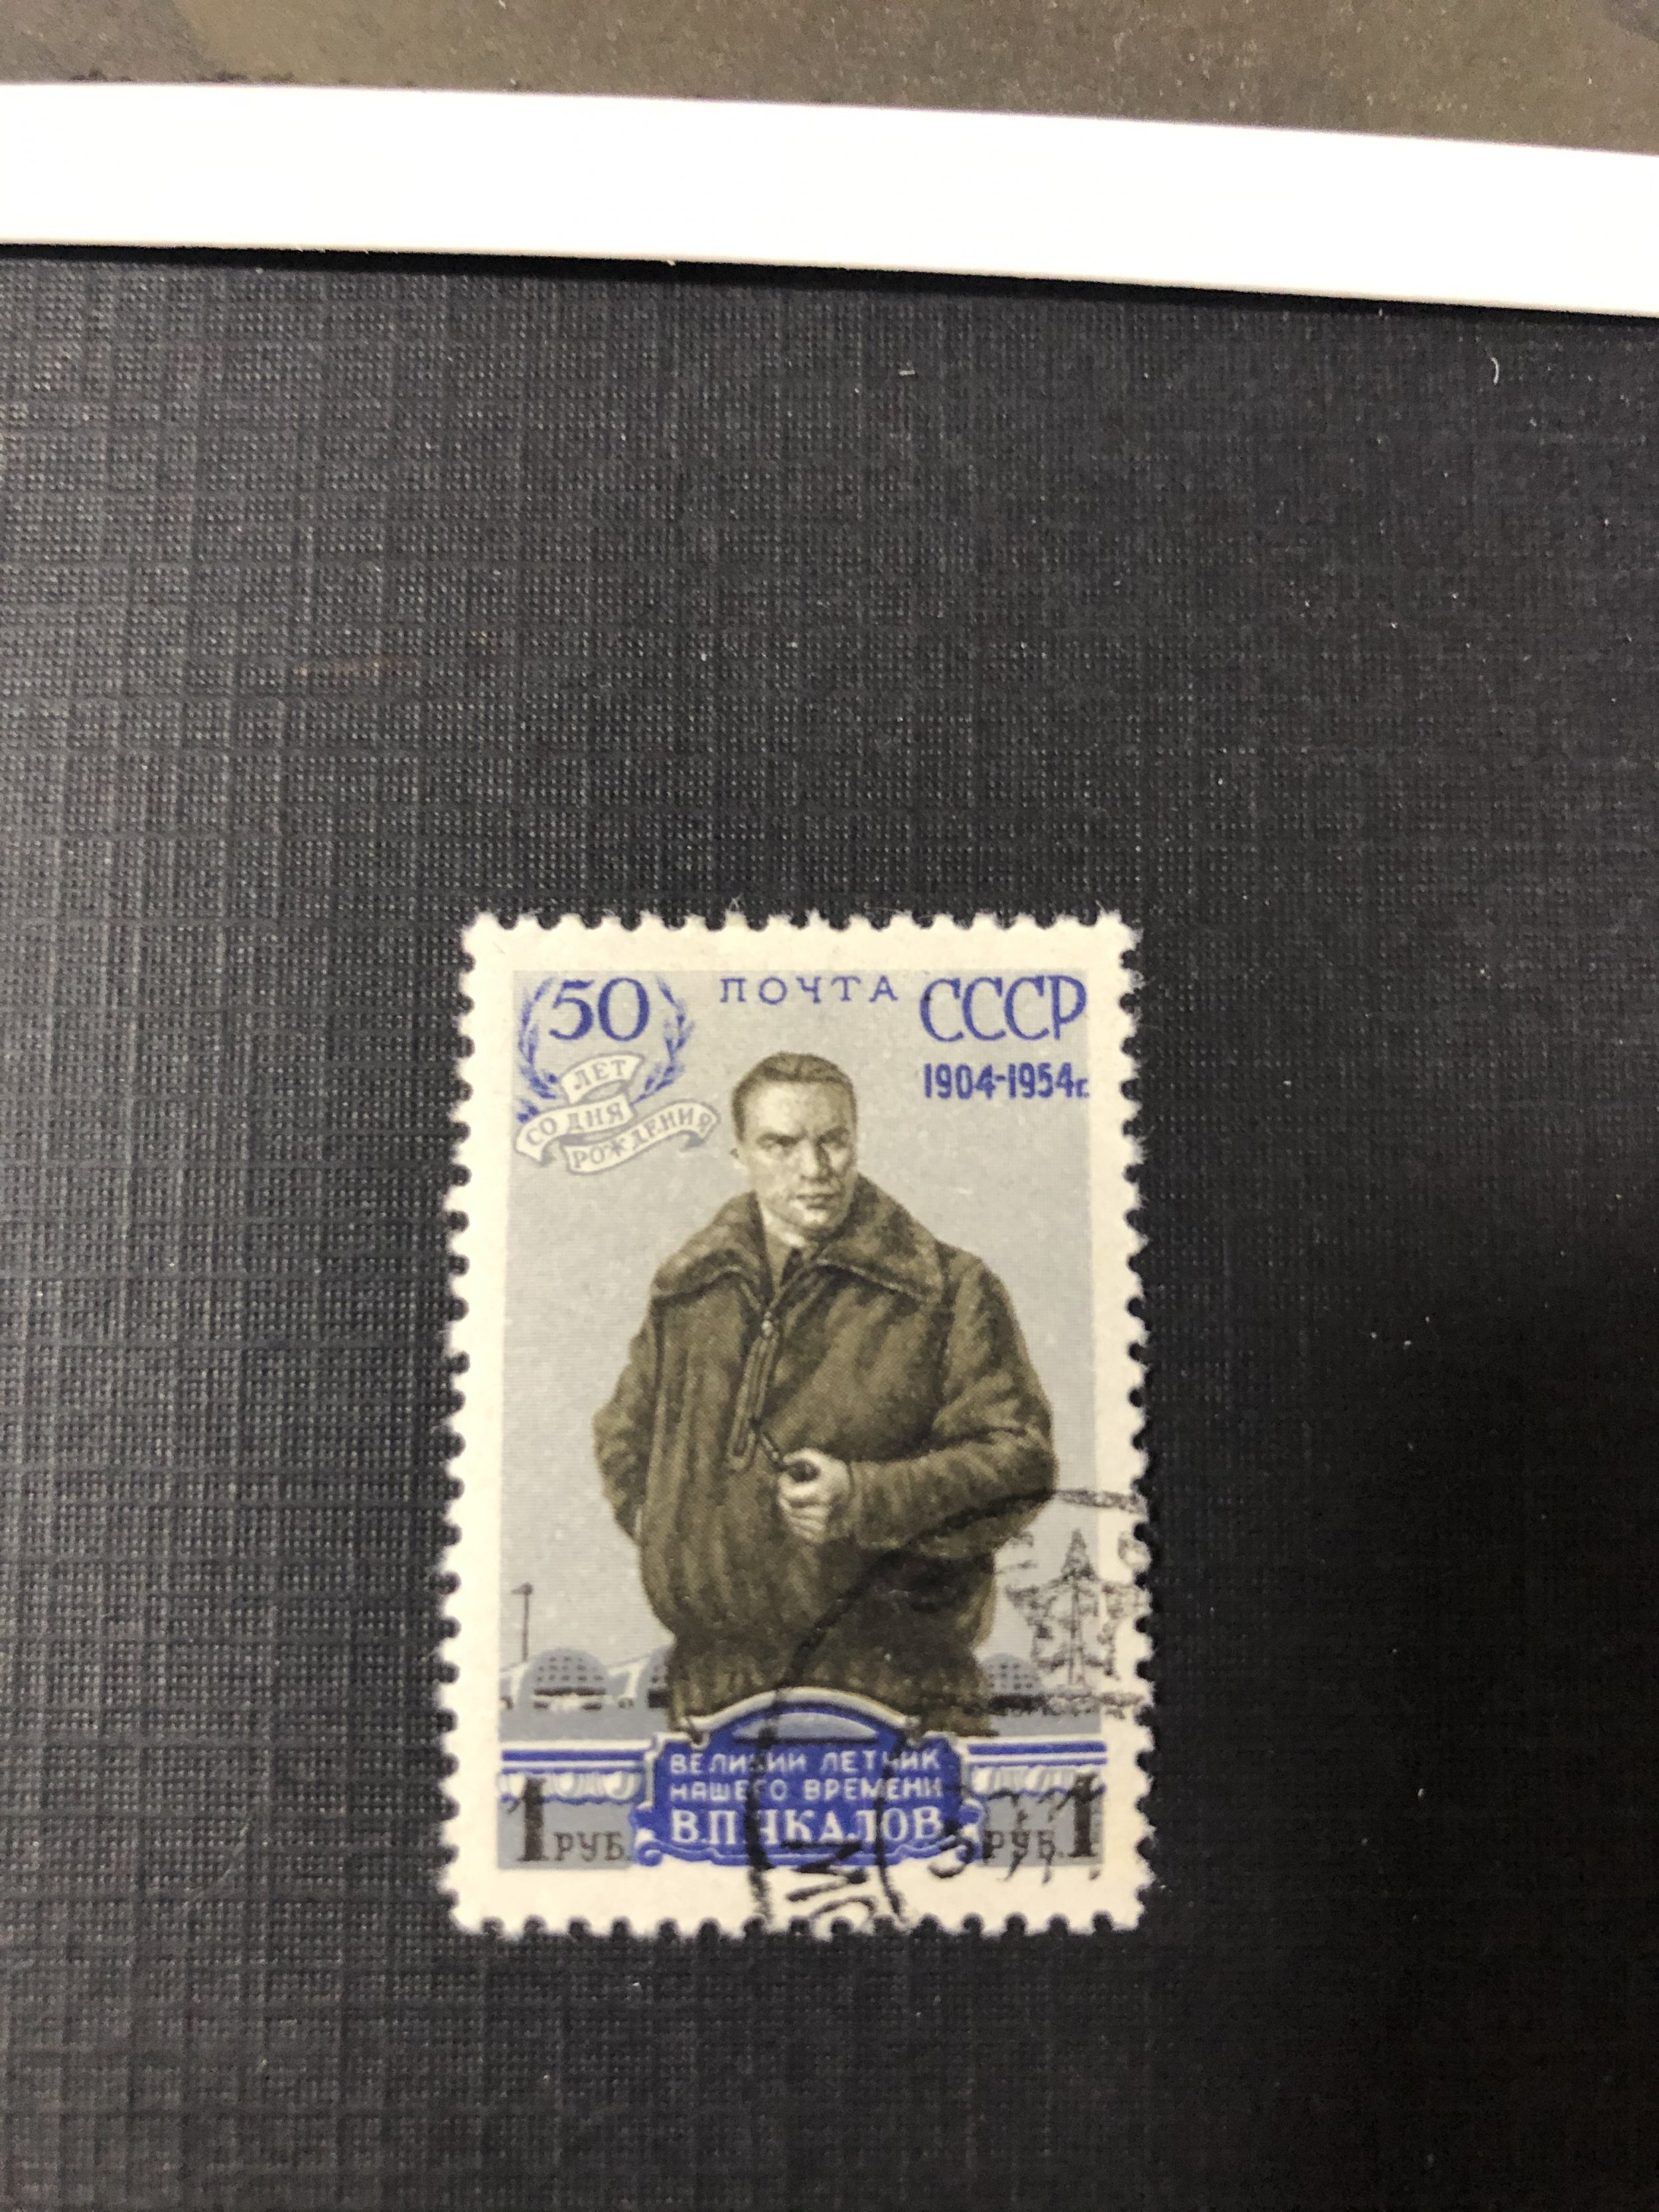 50 ПОЧТА СССР
ЛЕТ
СО ДНЯ
РОЖДЕНИЯ
1904-1954г.
ВЕЛИКИЙ ЛЕТЧИК
НАШЕГО ВРЕМЕНИ
В.П.ЧКАЛОВ
1 РУБ.
РУБ. 1